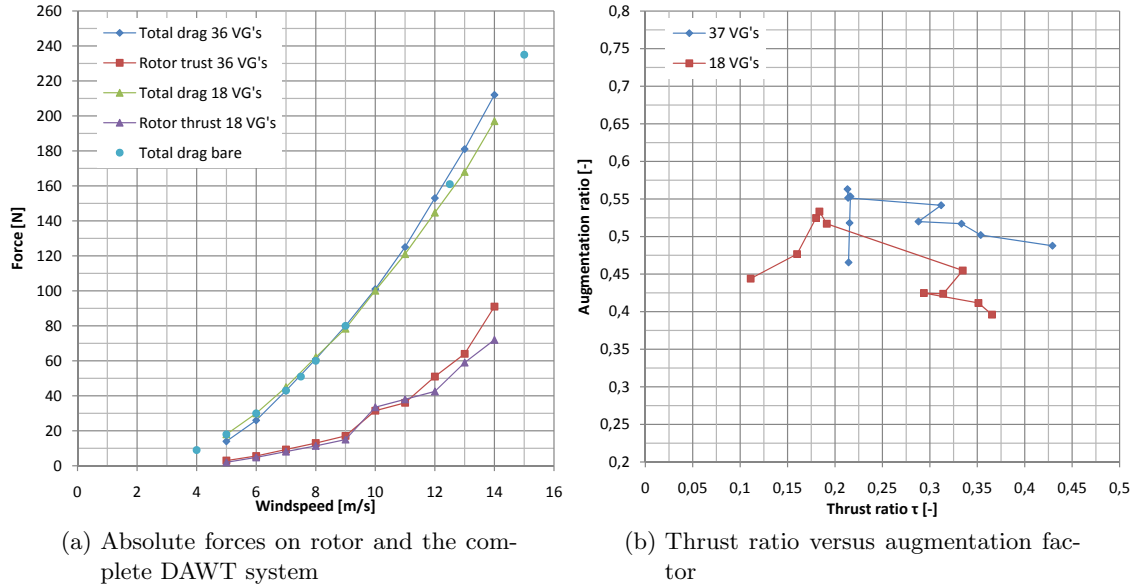 260
240
220
200
180
160
140
120
100
80
60
40
20
0
Force [N]
Total drag 36 VG's
Rotor trust 36 VG's
Total drag 18 VG's
Rotor thrust 18 VG's
Total drag bare
0 2 4 6 8 10 12 14 16
Windspeed [m/s]
(a) Absolute forces on rotor and the com-
plete DAWT system
0,8
0,75
0,7
0,65
0,6
0,55
0,5
0,45
0,4
0,35
0,3
0,25
0,2
Augmentation ratio [-]
37 VG's
18 VG's
0 0,05 0,1 0,15 0,2 0,25 0,3 0,35 0,4 0,45 0,5
Thrust ratio τ [-]
(b) Thrust ratio versus augmentation fac-
tor